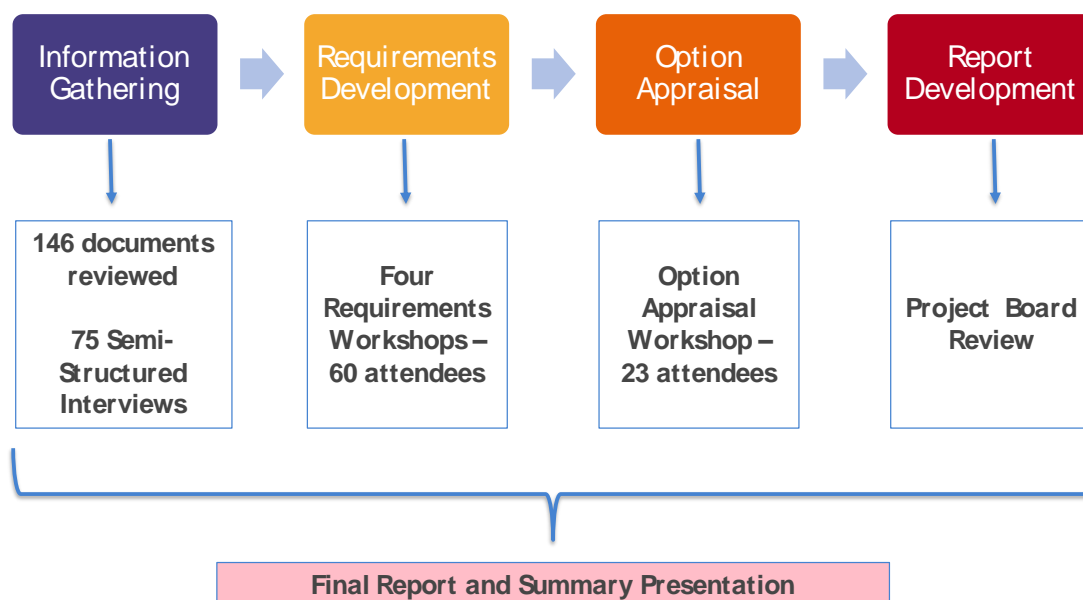 Information
Gathering
Requirements
Development
Option
Appraisal
Report
Development
146 documents
reviewed
75 Semi-
Structured
Interviews
Four
Requirements
Workshops –
60 attendees
Option
Appraisal
Workshop –
23 attendees
Project Board
Review
Final Report and Summary Presentation